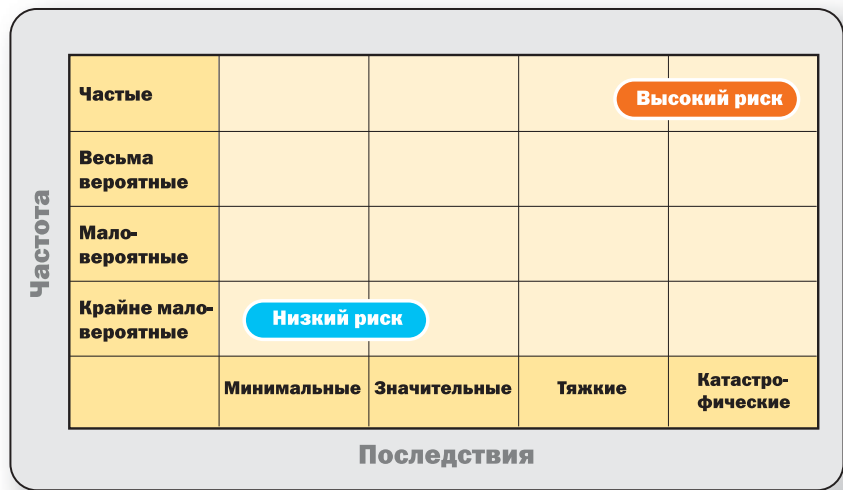 Частота
Частые
Высокий риск
Весьма
вероятные
Мало-
вероятные
Крайне мало-
вероятные
Низкий риск
Минимальные
Значительные
Тяжкие
Катастро-
фические
Последствия